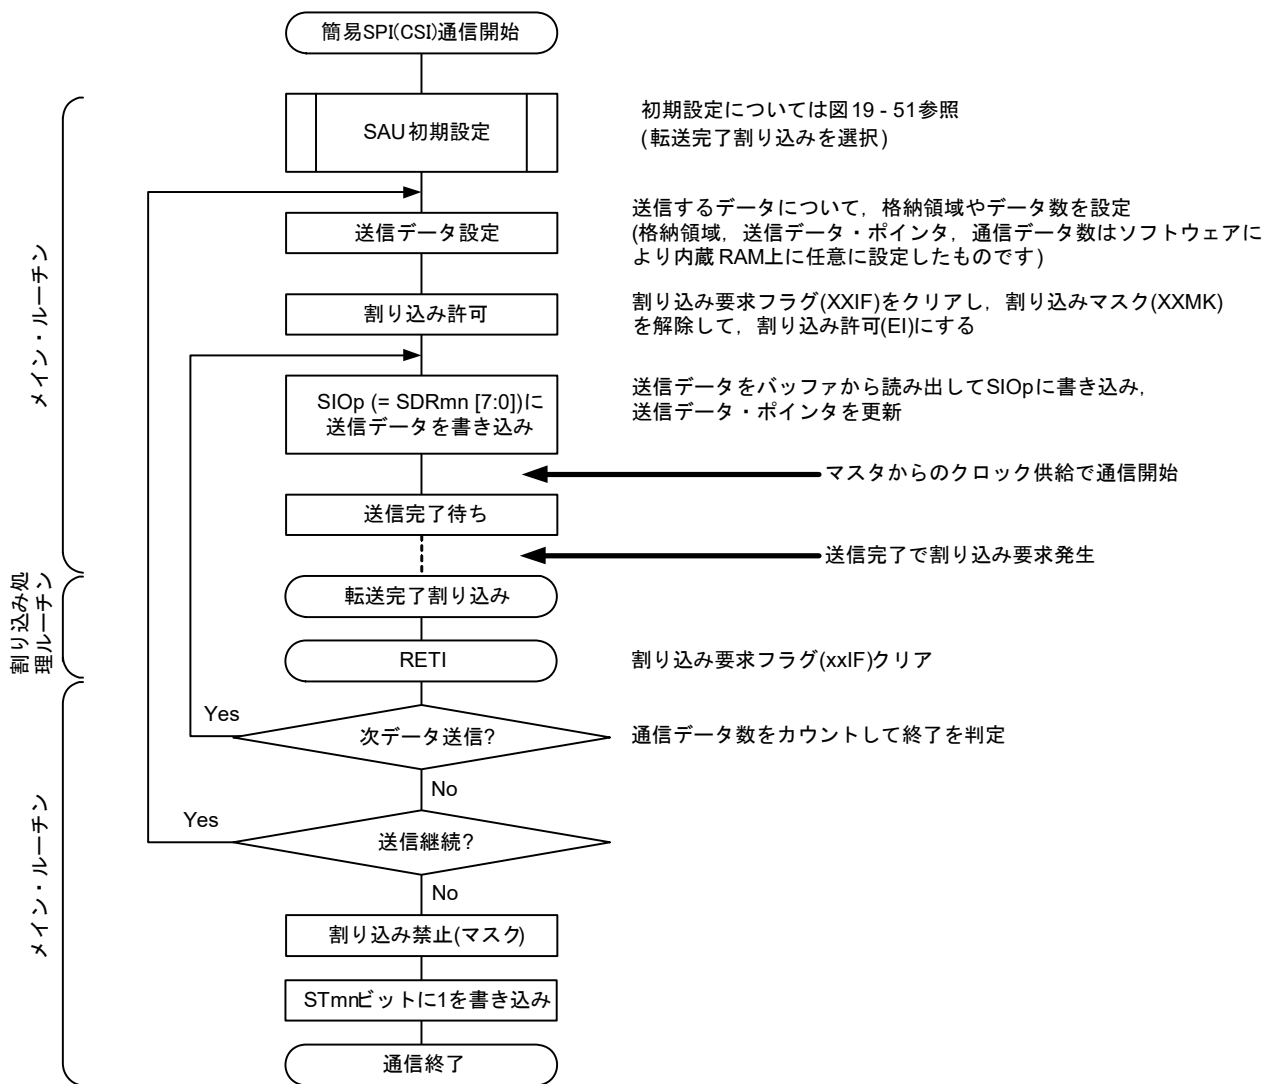 簡易SPI(CSI)通信開始
SAU初期設定
初期設定については図19 - 51参照
(転送完了割り込みを選択)
メイン・ルーチン
送信データ設定
送信するデータについて，格納領域やデータ数を設定
(格納領域，送信データ・ポインタ，通信データ数はソフトウェアに
より内蔵RAM上に任意に設定したものです)
割り込み許可
割り込み要求フラグ(XXIF)をクリアし，割り込みマスク(XXMK)
を解除して，割り込み許可(EI)にする
SIOp (= SDRmn [7:0])に
送信データを書き込み
送信データをバッファから読み出してSIOpに書き込み，
送信データ・ポインタを更新
マスタからのクロック供給で通信開始
送信完了待ち
送信完了で割り込み要求発生
割り込み処
理ルーチン
転送完了割り込み
RETI
割り込み要求フラグ(xxIF)クリア
Yes
次データ送信?
通信データ数をカウントして終了を判定
No
メイン・ルーチン
Yes
送信継続?
No
割り込み禁止(マスク)
STmnビットに1を書き込み
通信終了